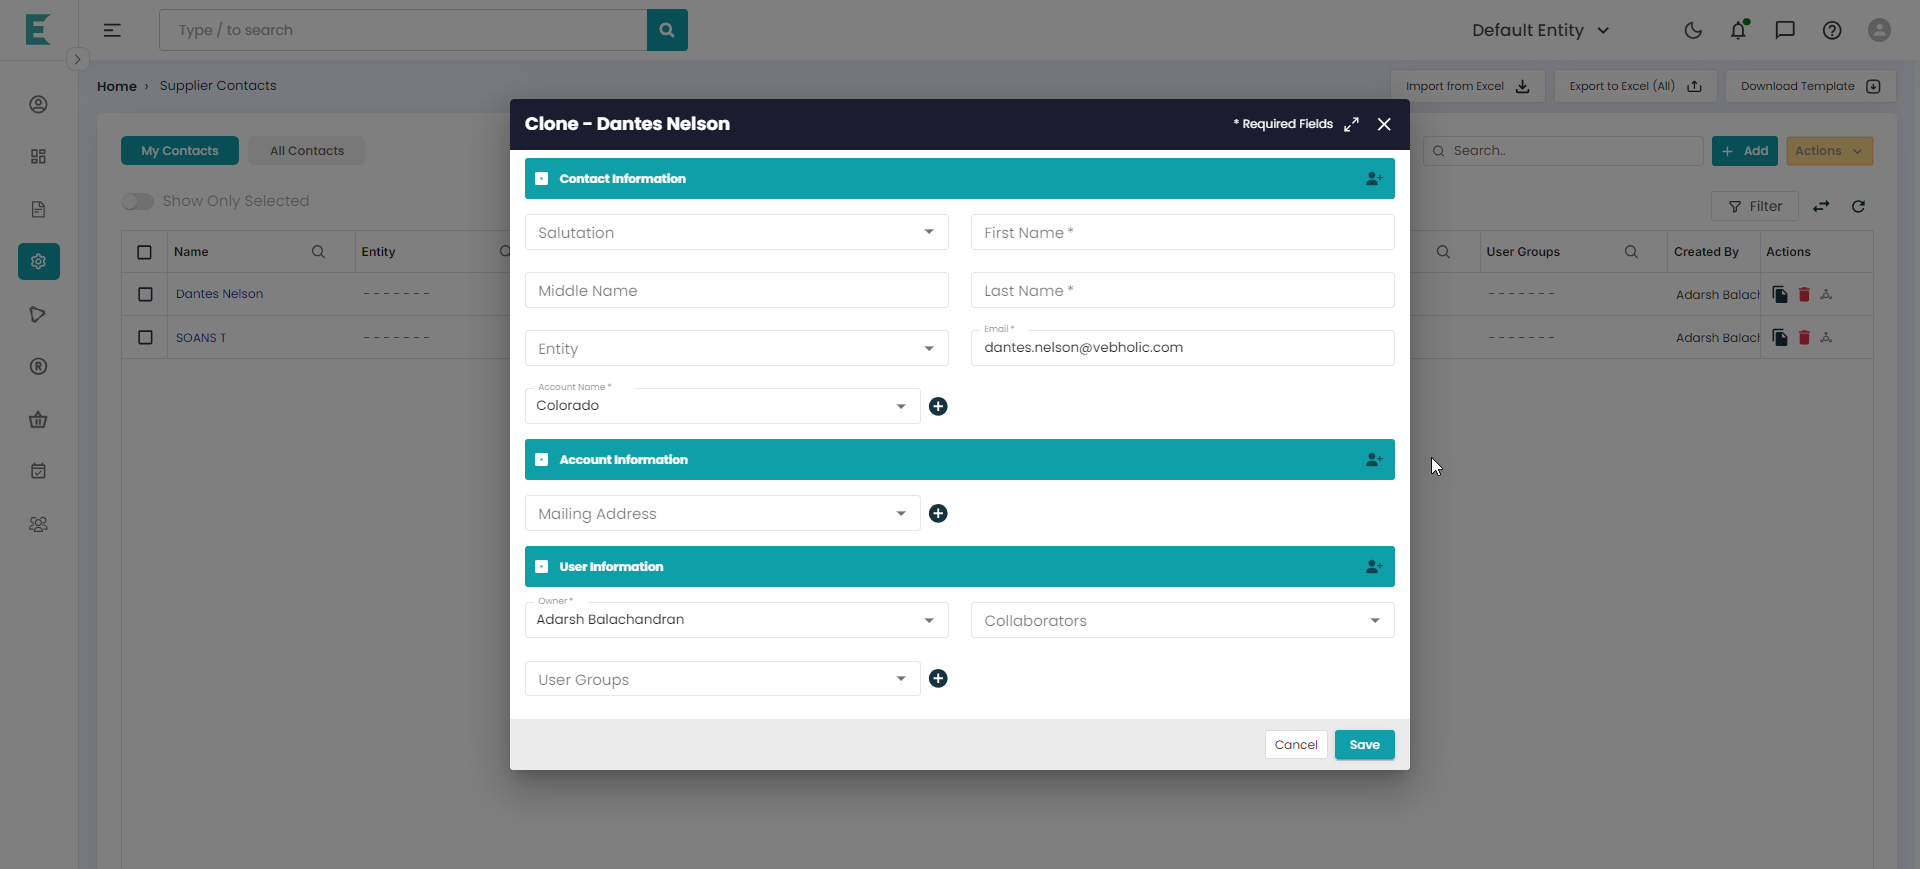 Type / to search
Default Entity
Home › Supplier Contacts
Import from Excel
Export to Excel (All)
Download Template
Clone - Dantes Nelson
* Required Fields
My Contacts
All Contacts
Search..
+ Add
Actions
Contact Information
Show Only Selected
Filter
Salutation
First Name *
Name
Entity
User Groups
Created By
Actions
Middle Name
Last Name *
Dantes Nelson
- - - - - - -
- - - - - - -
Adarsh Balach
SOANS T
- - - - - - -
- - - - - - -
Adarsh Balach
Entity
Email *
dantes.nelson@vebholic.com
Account Name *
Colorado
Account Information
Mailing Address
User Information
Owner *
Adarsh Balachandran
Collaborators
User Groups
Cancel
Save